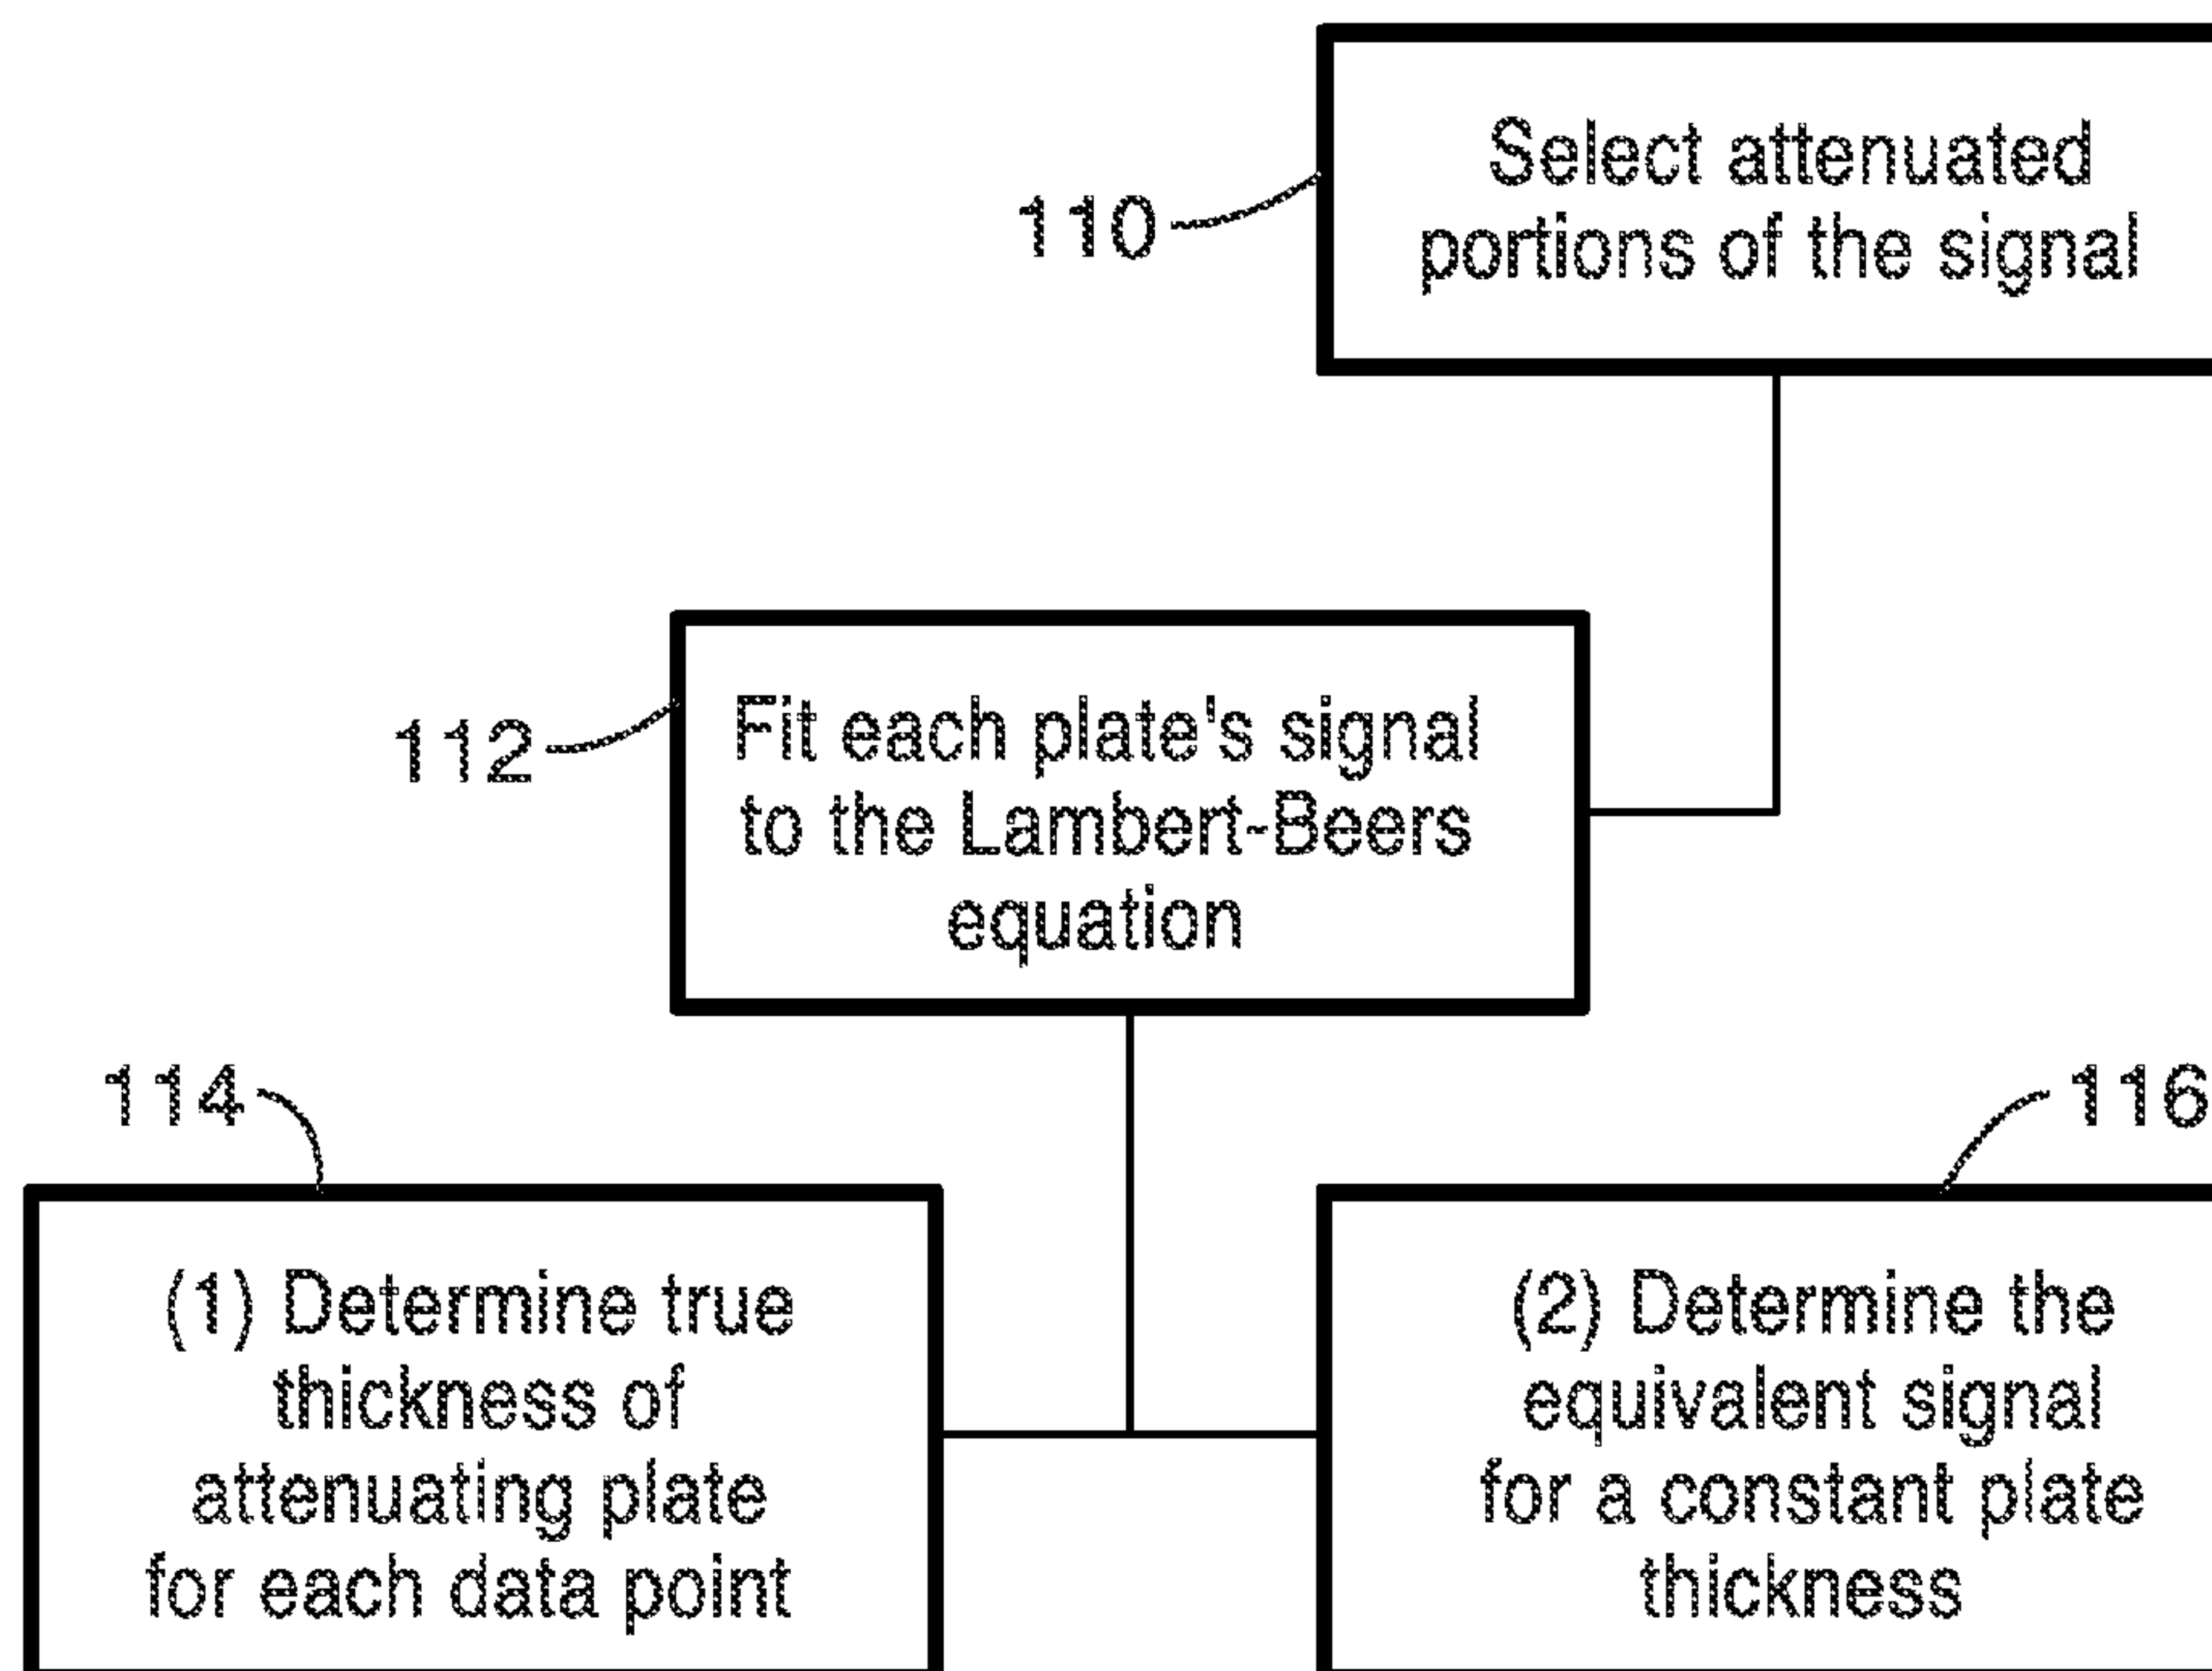 Select attenuated
portions of the signal
110
Fit each plate's signal
to the Lambert-Beers
equation
112
114
116
(1) Determine true
thickness of
attenuating plate
for each data point
(2) Determine the
equivalent signal
for a constant plate
thickness